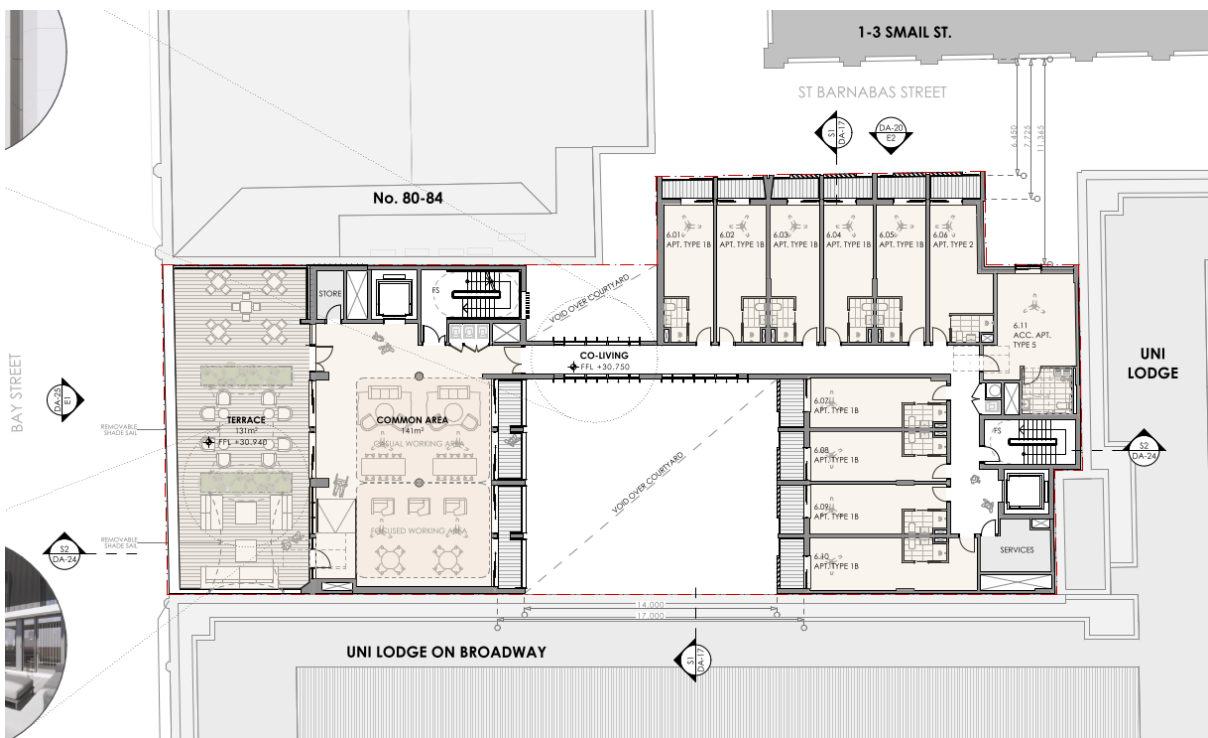 1-3 SMAIL ST.
ST BARNABAS STREET
6.450
7.725
11.365
S1
DA-17
DA-20
E2
No. 80-84
6.01
APT. TYPE 1B
6.02
APT. TYPE 1B
6.03
APT. TYPE 1B
6.04
APT. TYPE 1B
6.05
APT. TYPE 1B
6.06
APT. TYPE 2
STORE
FS
VOID OVER COURTYARD
6.11
ACC. APT.
TYPE 5
CO-LIVING
FFL +30.750
UNI
LODGE
BAY STREET
DA-25
E1
REMOVABLE
SHADE SAIL
TERRACE
131m²
FFL +30.940
COMMON AREA
141m²
CASUAL WORKING AREA
6.07
APT. TYPE 1B
FS
6.08
APT. TYPE 1B
S2
DA-24
VOID OVER COURTYARD
6.09
APT. TYPE 1B
FOCUSED WORKING AREA
REMOVABLE
SHADE SAIL
S2
DA-24
6.10
APT. TYPE 1B
SERVICES
14.000
17.000
UNI LODGE ON BROADWAY
S1
DA-17